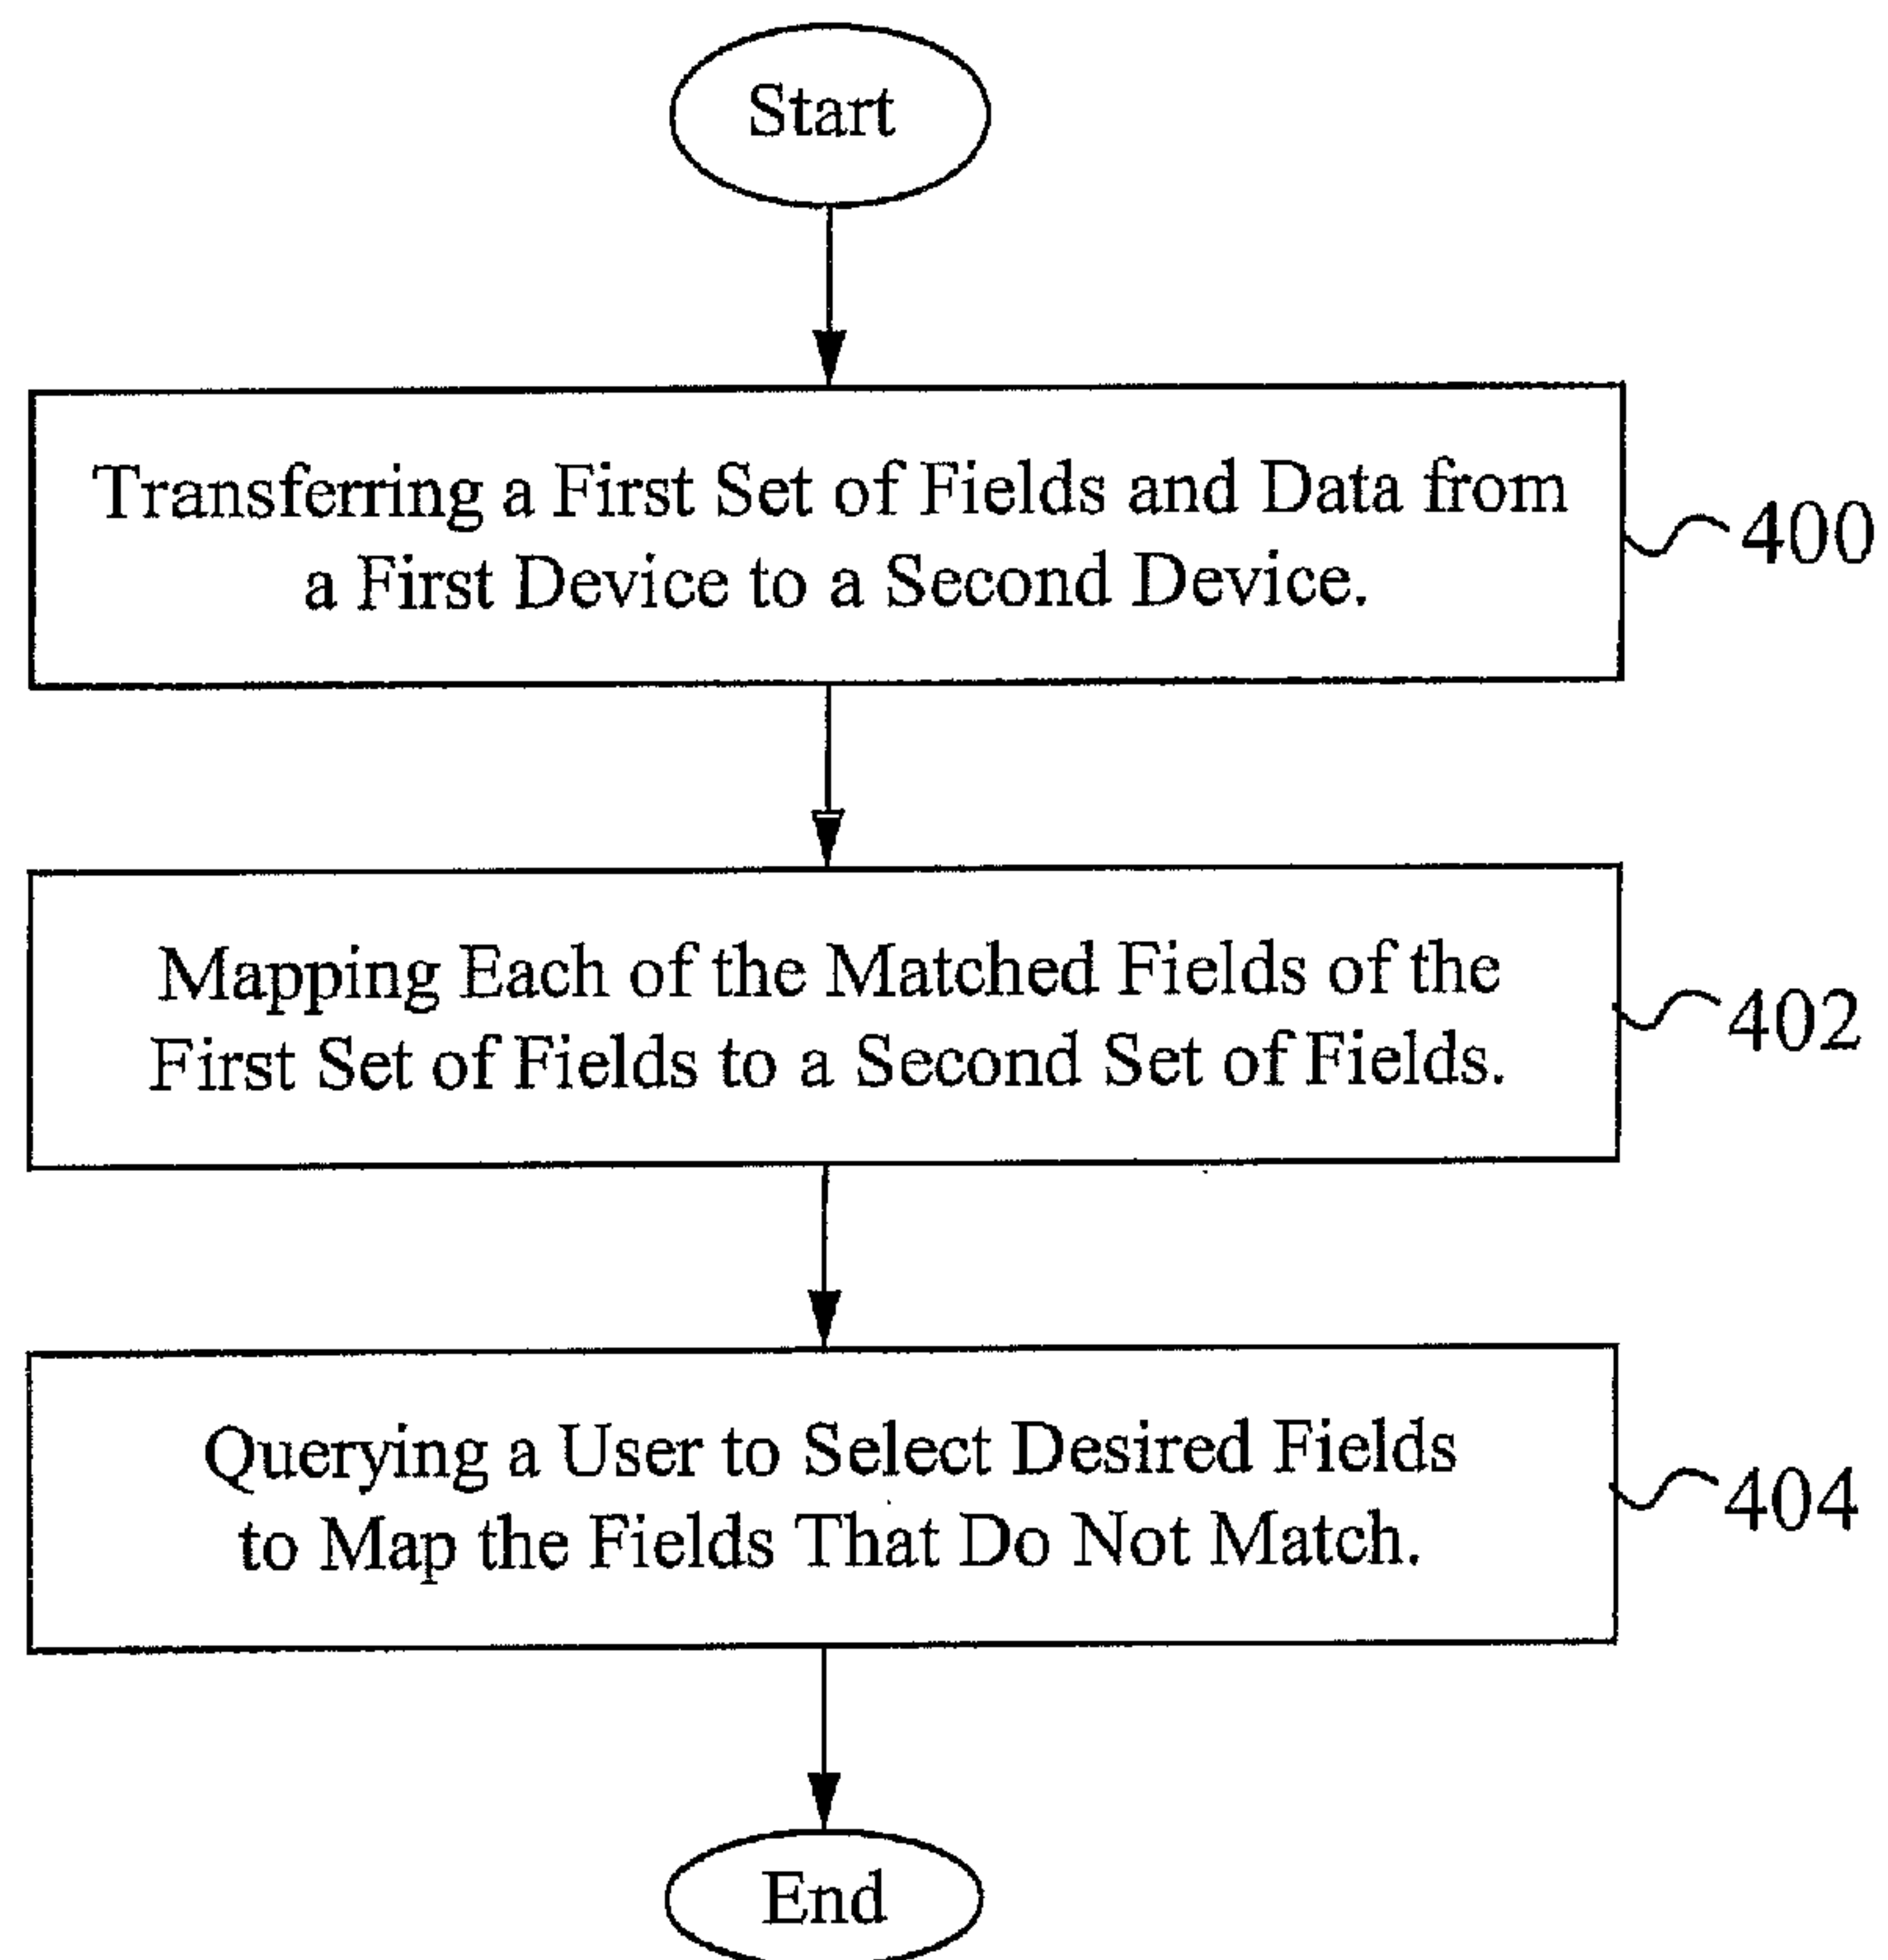 Start
Transferring a First Set of Fields and Data from
a First Device to a Second Device.
400
Mapping Each of the Matched Fields of the
First Set of Fields to a Second Set of Fields.
402
Querying a User to Select Desired Fields
to Map the Fields That Do Not Match.
404
End